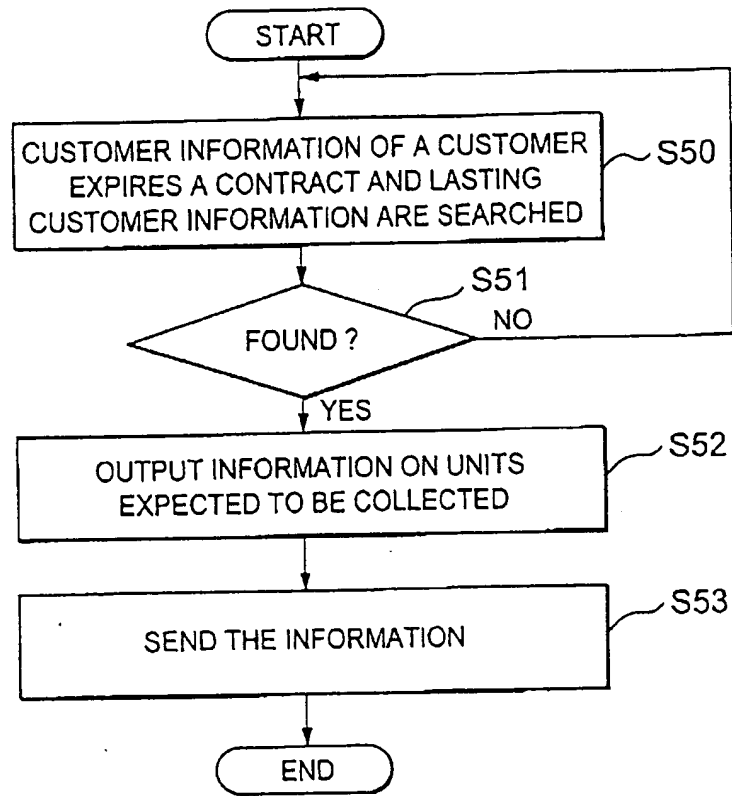 START
CUSTOMER INFORMATION OF A CUSTOMER
EXPIRES A CONTRACT AND LASTING
CUSTOMER INFORMATION ARE SEARCHED
S50
S51
FOUND ?
NO
YES
OUTPUT INFORMATION ON UNITS
EXPECTED TO BE COLLECTED
S52
SEND THE INFORMATION
S53
END